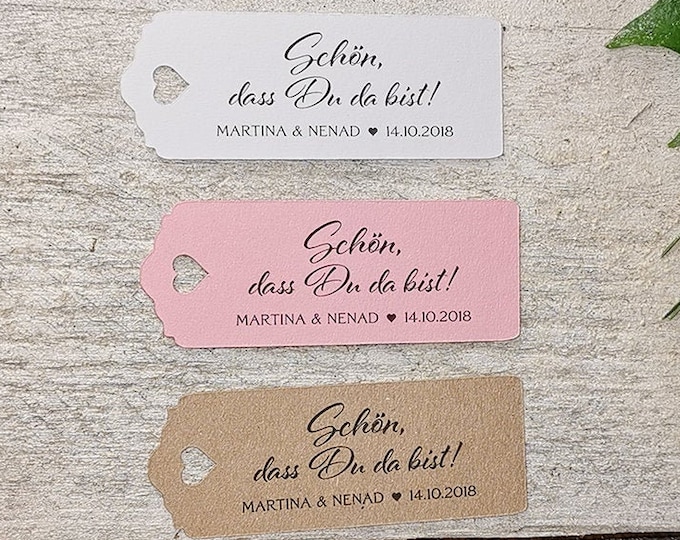 Schön,
dass Du da bist!
MARTINA & NENAD ♥ 14.10.2018
Schön,
dass Du da bist!
MARTINA & NENAD ♥ 14.10.2018
Schön,
dass Du da bist!
MARTINA & NENAD ♥ 14.10.2018